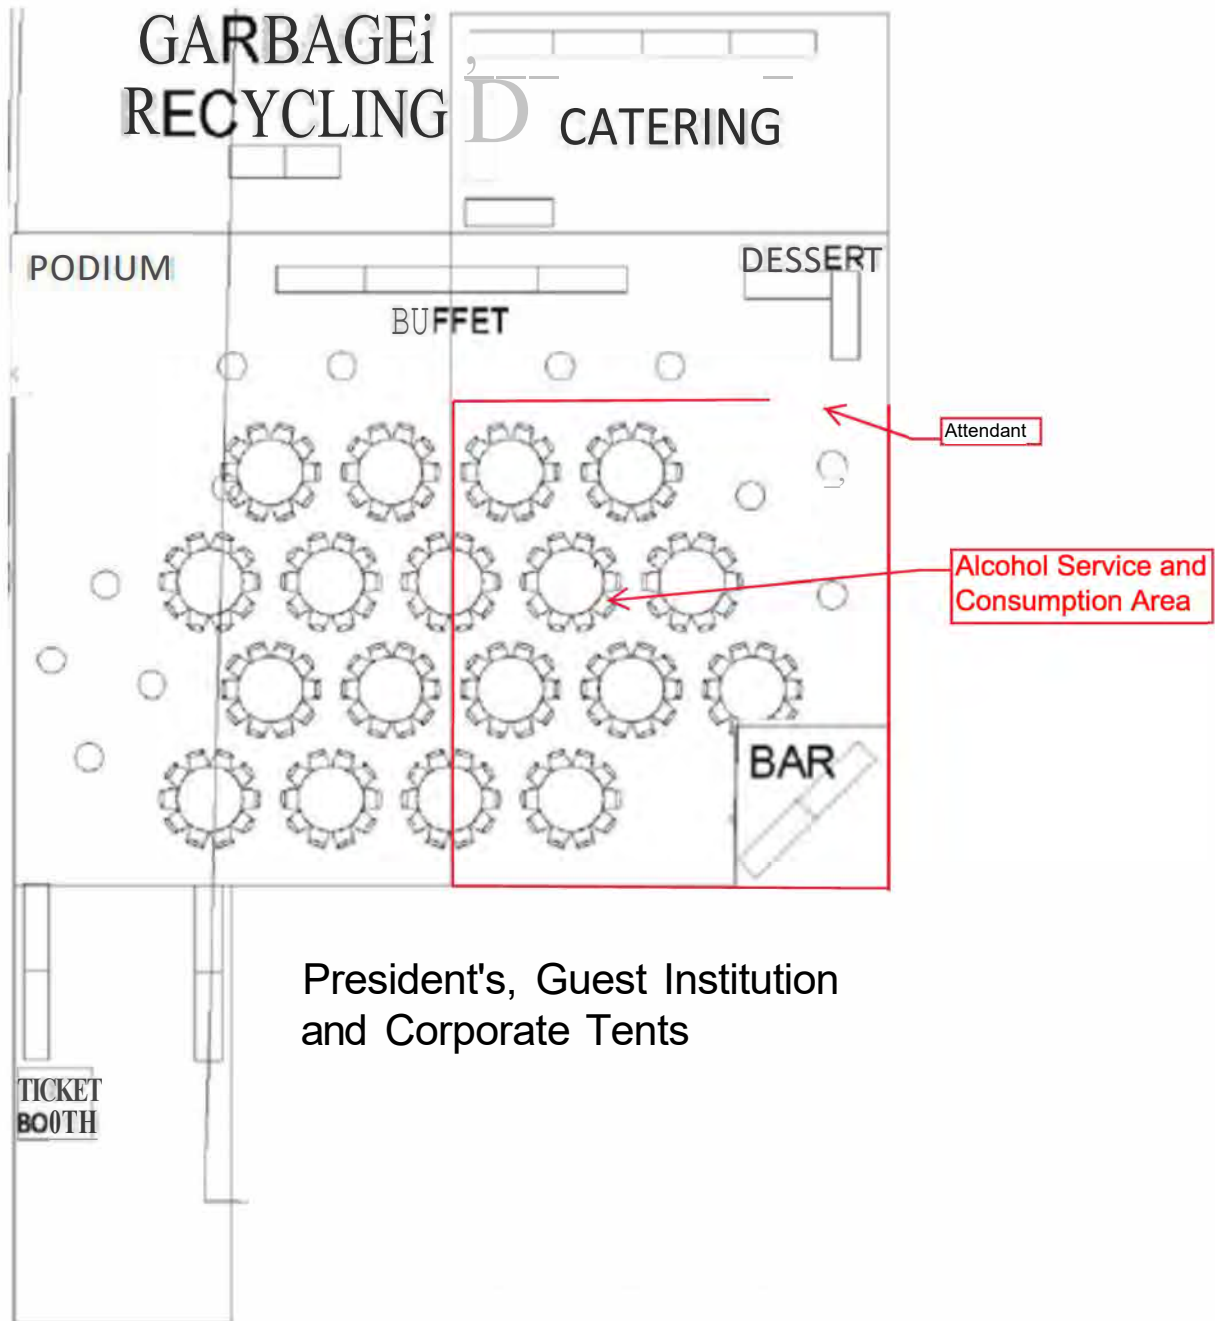 GARBAGEi
RECYCLING
D
CATERING
PODIUM
DESSERT
BUFFET
Attendant
Alcohol Service and
Consumption Area
BAR
President's, Guest Institution
and Corporate Tents
TICKET
BOOTH